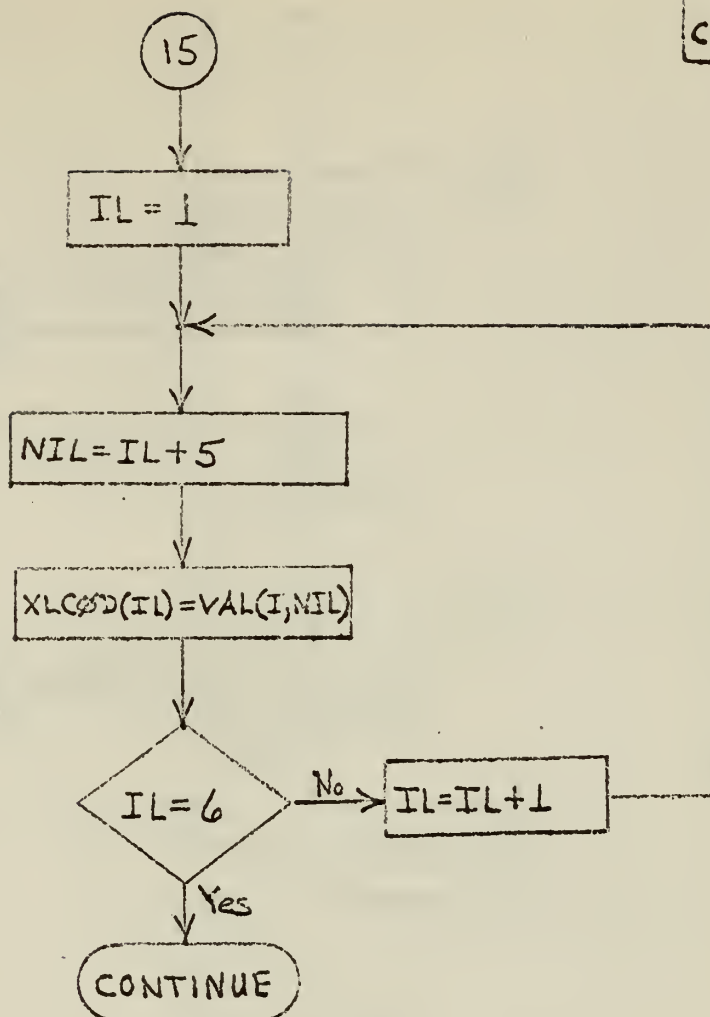 15
C
IL = 1
NIL=IL+5
XLCØD(IL)=VAL(I,NIL)
IL=6
No
IL=IL+1
Yes
CONTINUE